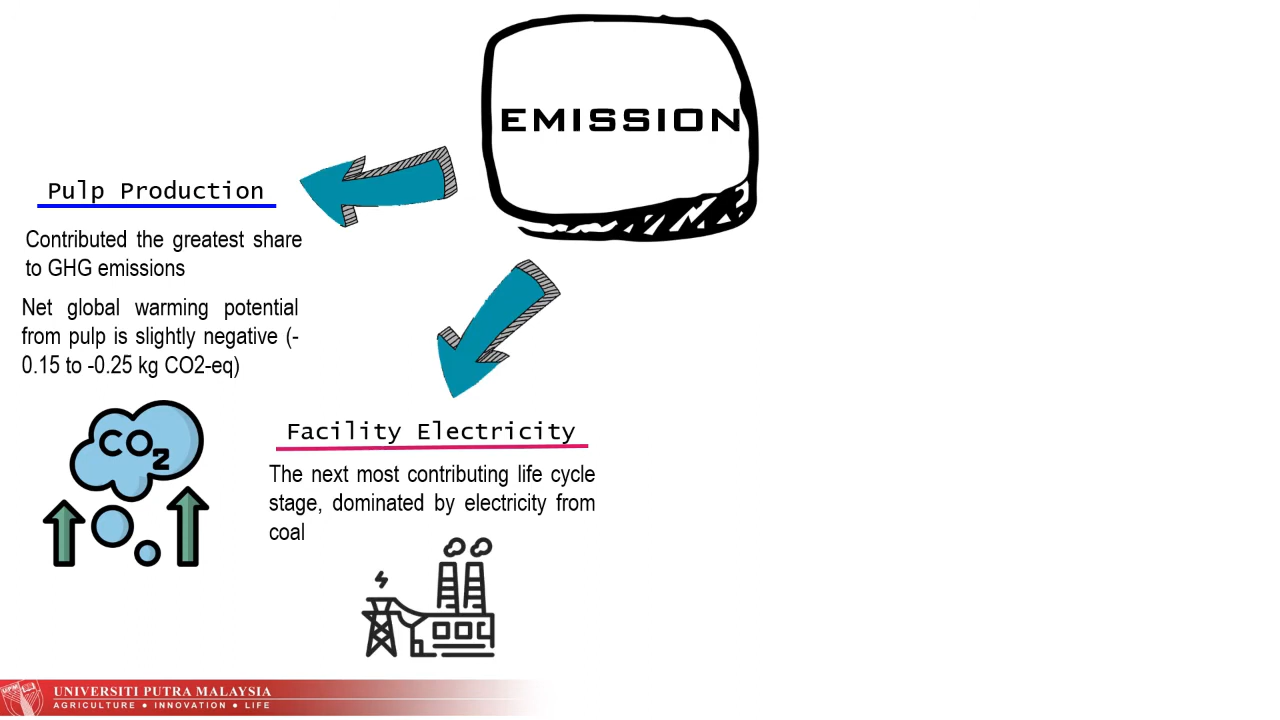 EMISSION
Pulp Production
Contributed the greatest share
to GHG emissions
Net global warming potential
from pulp is slightly negative (-
0.15 to -0.25 kg CO2-eq)
CO2
Facility Electricity
The next most contributing life cycle
stage, dominated by electricity from
coal
UPM
UNIVERSITI PUTRA MALAYSIA
AGRICULTURE • INNOVATION • LIFE